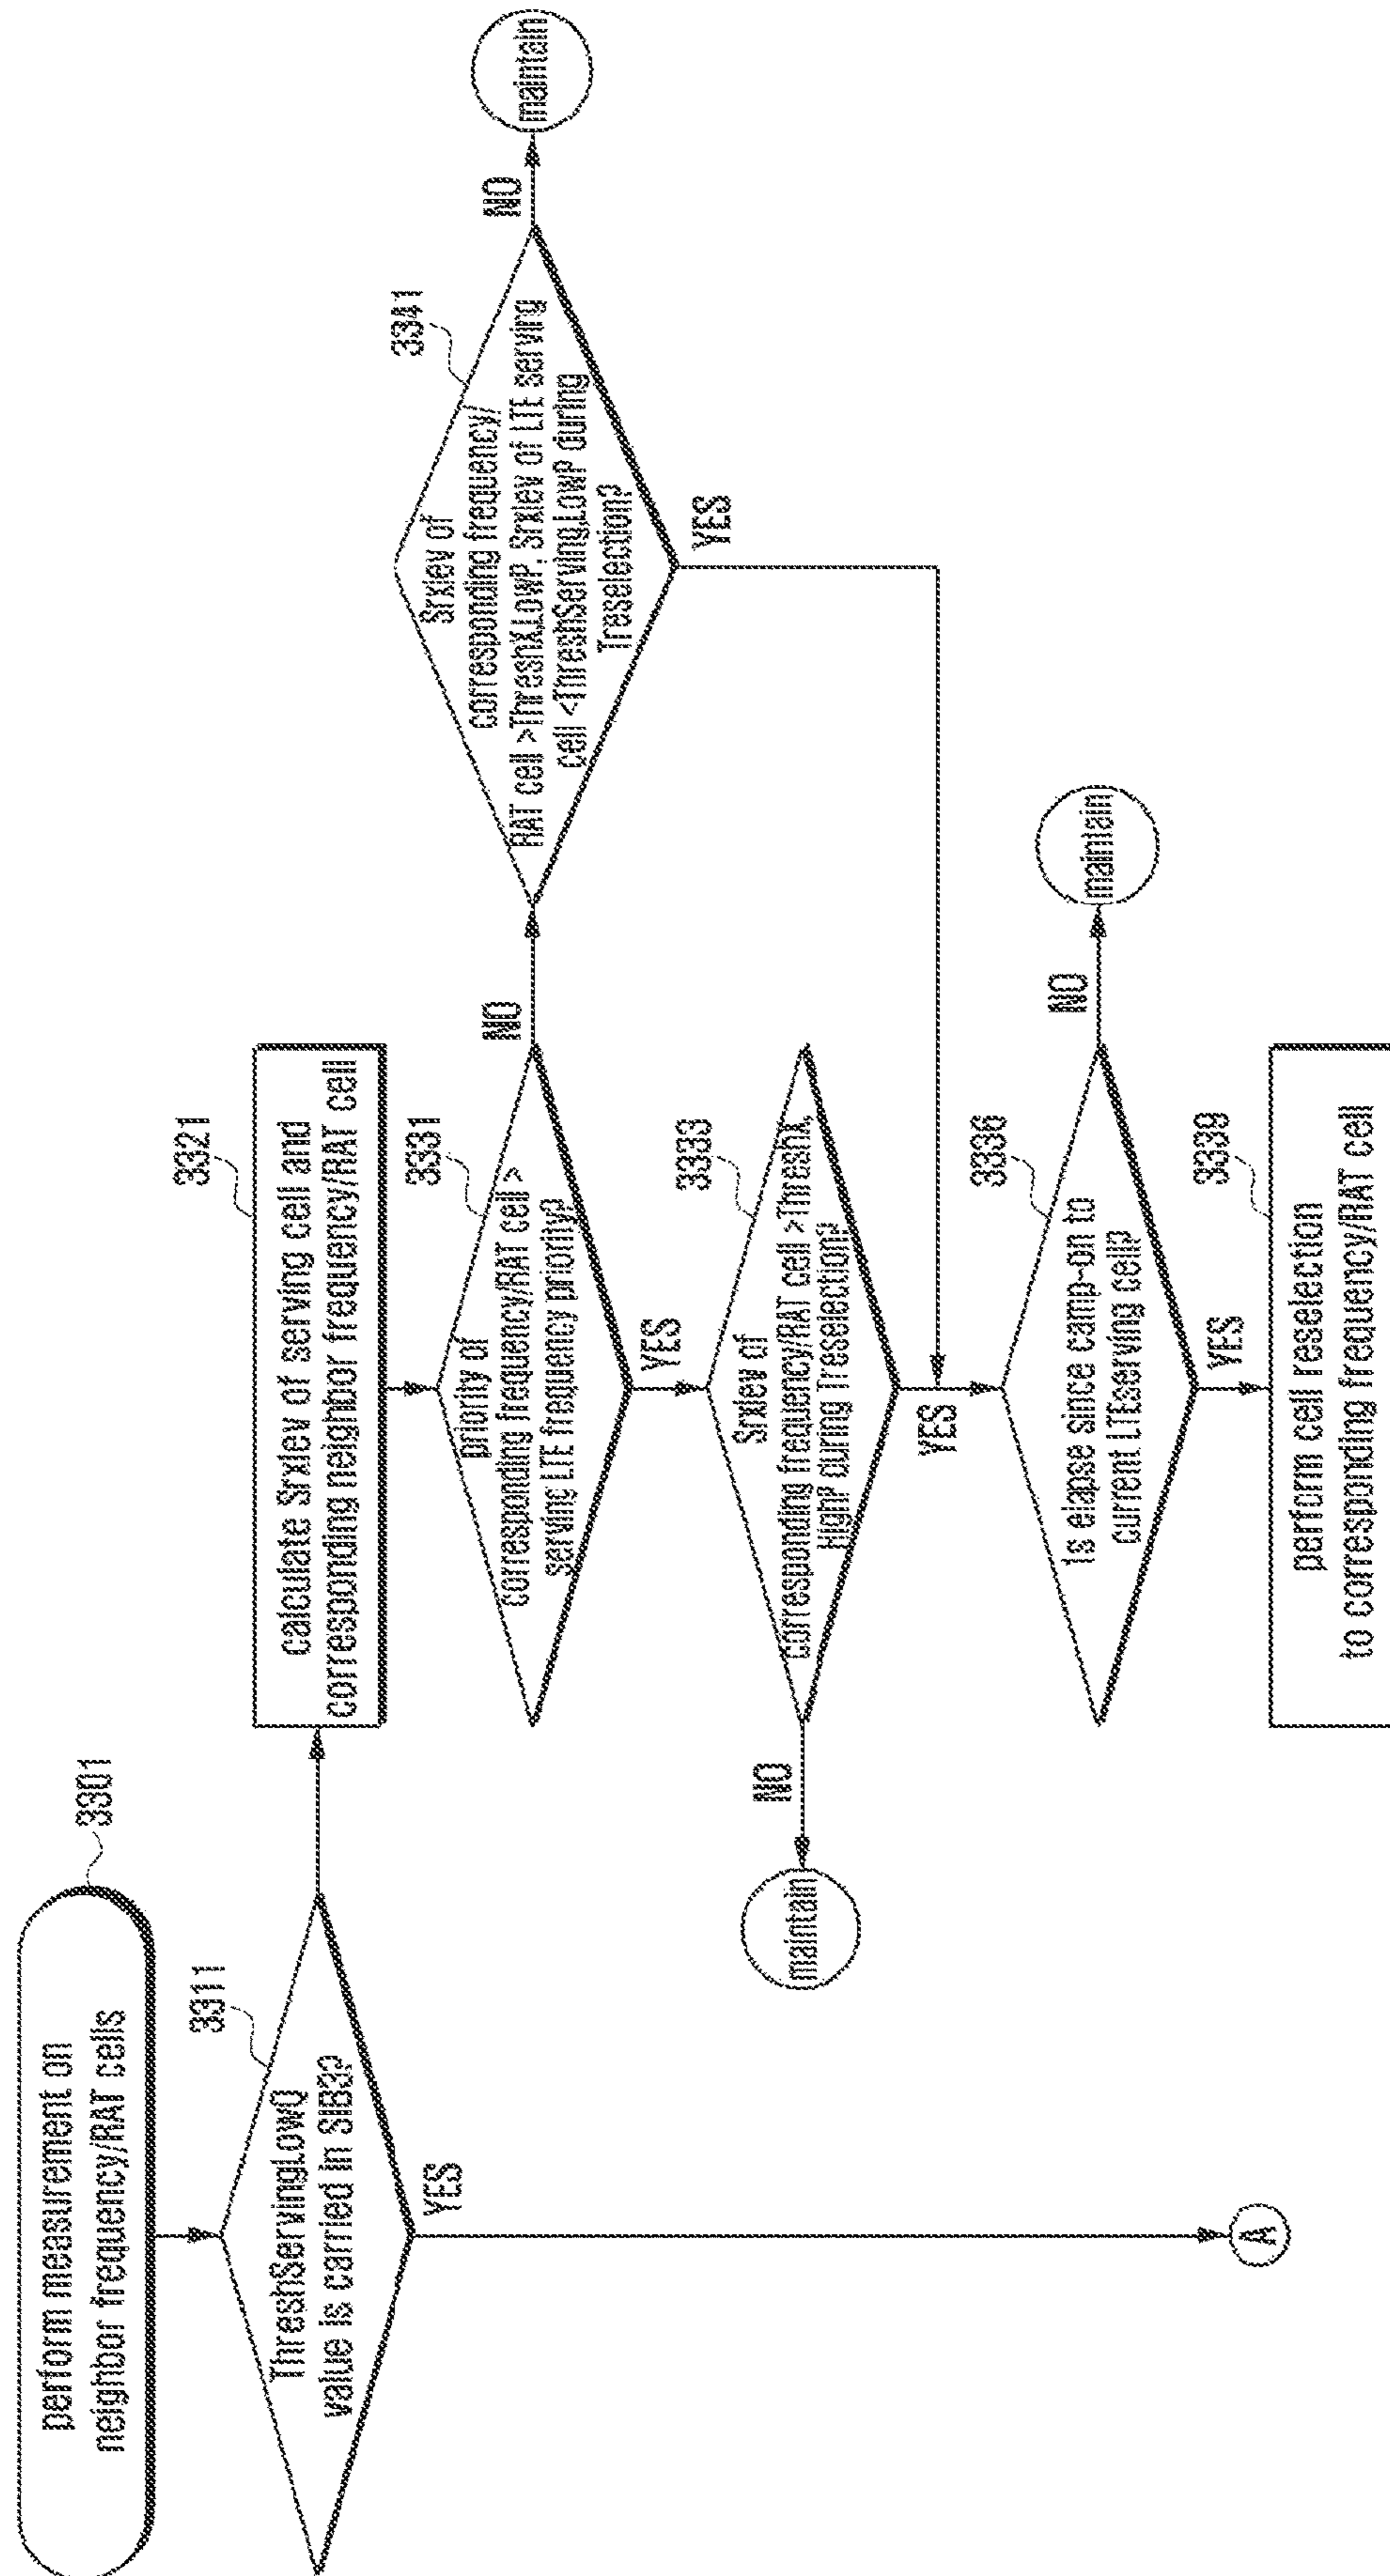 perform measurement on
neighbor frequency/RAT cells
3301
ThreshServingLowQ
value is carried in SIB3?
3311
YES
A
calculate Srxlev of serving cell and
corresponding neighbor frequency/RAT cell
3321
priority of
corresponding frequency/RAT cell >
serving LTE frequency priority?
3331
NO
YES
Srxlev of
corresponding frequency/
RAT cell >ThreshX,LowP, Srxlev of LTE serving
cell <ThreshServing,LowP during
Treselection?
3341
NO
maintain
YES
Srxlev of
corresponding frequency/RAT cell >ThreshX,
High? during Treselection?
3333
NO
maintain
YES
1s elapse since camp-on to
current LTEserving cell?
3336
NO
maintain
YES
perform cell reselection
to corresponding frequency/RAT cell
3339